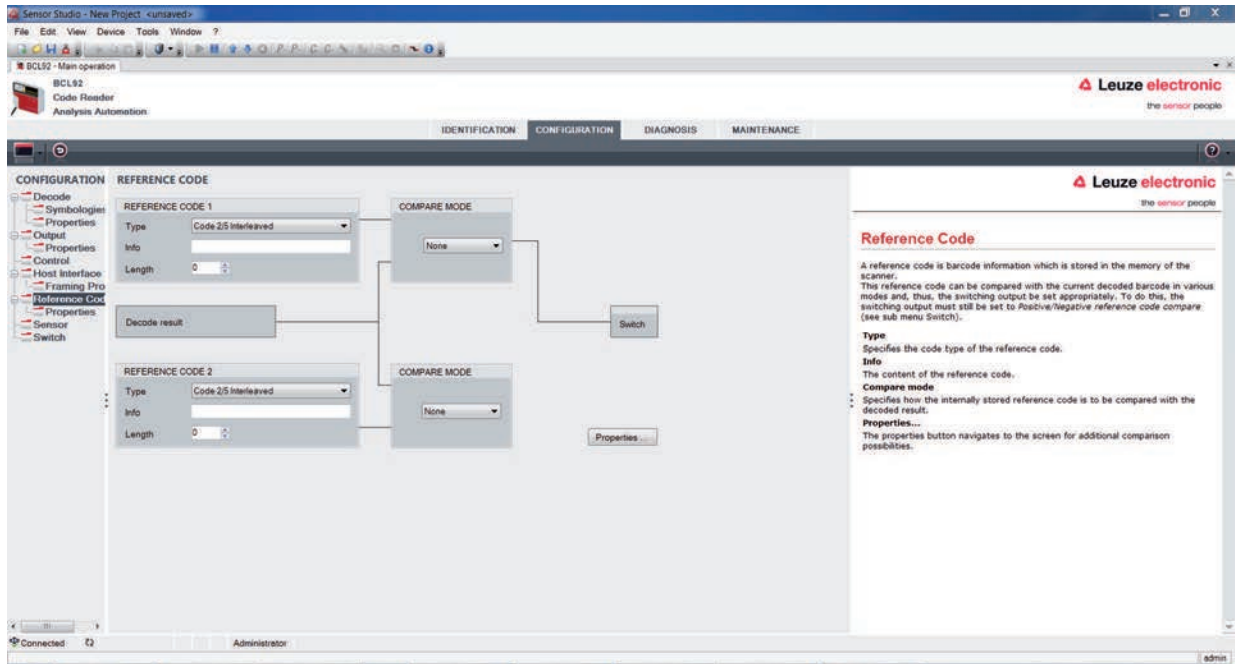 Sensor Studio - New Project <unsaved>
File Edit View Device Tools Window ?
BCL92 - Main operation
BCL92
Code Reader
Analysis Automation
Leuze electronic
the sensor people
IDENTIFICATION CONFIGURATION DIAGNOSIS MAINTENANCE
CONFIGURATION
Decode
Symbologies
Properties
Output
Properties
Control
Host Interface
Framing Pro
Reference Cod
Properties
Sensor
Switch
REFERENCE CODE
REFERENCE CODE 1
Type Code 2/5 Interleaved
Info
Length 0
COMPARE MODE
None
Decode result
Switch
REFERENCE CODE 2
Type Code 2/5 Interleaved
Info
Length 0
COMPARE MODE
None
Properties ...
Leuze electronic
the sensor people
Reference Code
A reference code is barcode information which is stored in the memory of the
scanner.
This reference code can be compared with the current decoded barcode in various
modes and, thus, the switching output be set appropriately. To do this, the
switching output must still be set to Positive/Negative reference code compare
(see sub menu Switch).
Type
Specifies the code type of the reference code.
Info
The content of the reference code.
Compare mode
Specifies how the internally stored reference code is to be compared with the
decoded result.
Properties...
The properties button navigates to the screen for additional comparison
possibilities.
Connected Administrator
admin